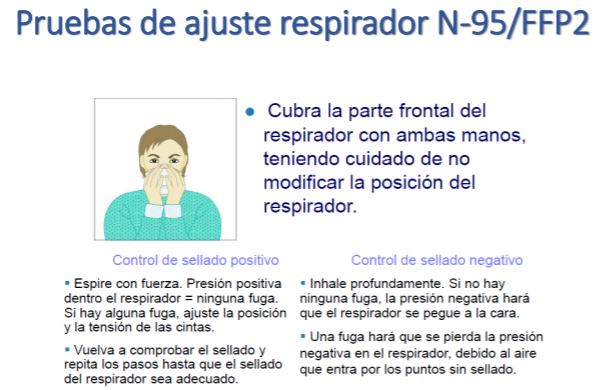 Pruebas de ajuste respirador N-95/FFP2
• Cubra la parte frontal del
respirador con ambas manos,
teniendo cuidado de no
modificar la posición del
respirador.
Control de sellado positivo
▪ Espire con fuerza. Presión positiva
dentro el respirador = ninguna fuga.
Si hay alguna fuga, ajuste la posición
y la tensión de las cintas.
▪ Vuelva a comprobar el sellado y
repita los pasos hasta que el sellado
del respirador sea adecuado.
Control de sellado negativo
▪ Inhale profundamente. Si no hay
ninguna fuga, la presión negativa hará
que el respirador se pegue a la cara.
▪ Una fuga hará que se pierda la presión
negativa en el respirador, debido al aire
que entra por los puntos sin sellado.